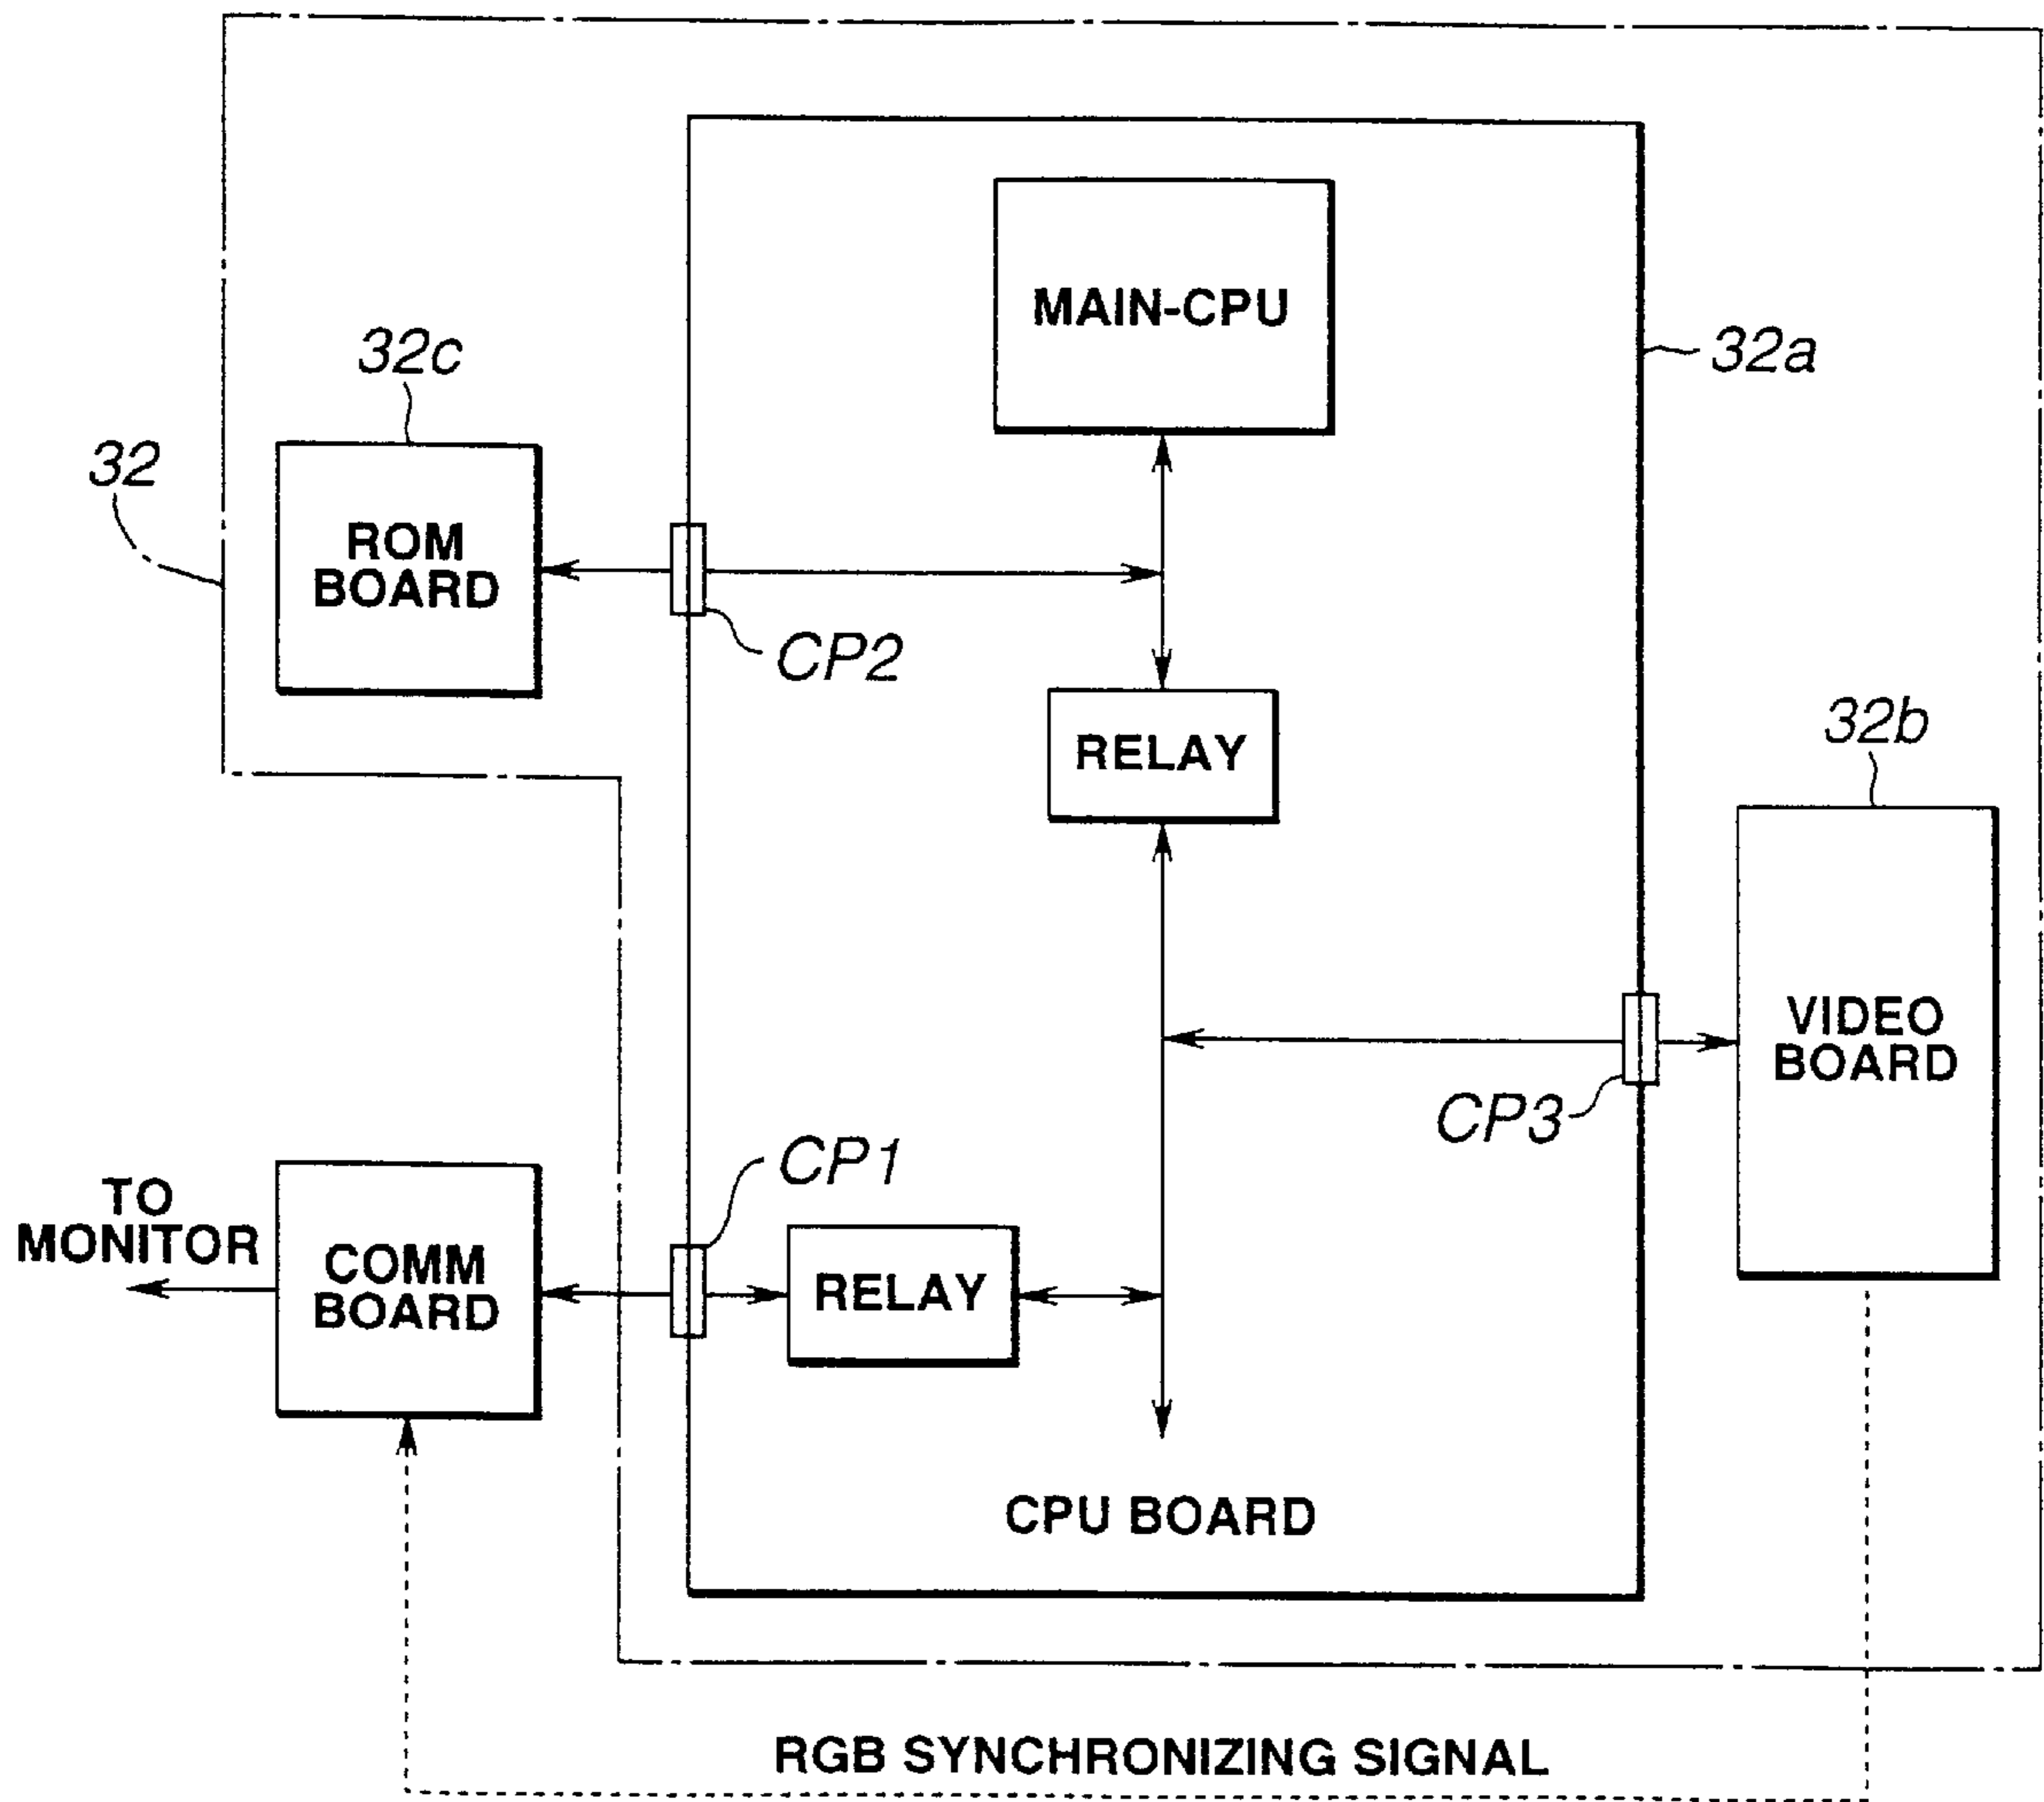 MAIN-CPU
32a
32c
32
ROM
BOARD
CP2
RELAY
32b
VIDEO
BOARD
CP3
CP1
TO
MONITOR
COMM
BOARD
RELAY
CPU BOARD
RGB SYNCHRONIZING SIGNAL